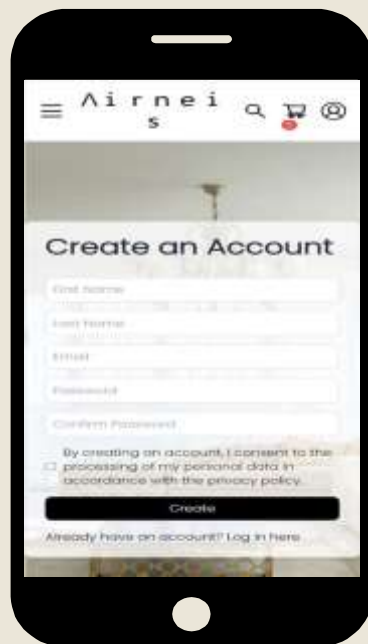 Λ i r n e i
s
Create an Account
First Name
Last Name
Email
Password
Confirm Password
By creating an account, I consent to the
processing of my personal data in
accordance with the privacy policy.
Create
Already have an account? Log in here